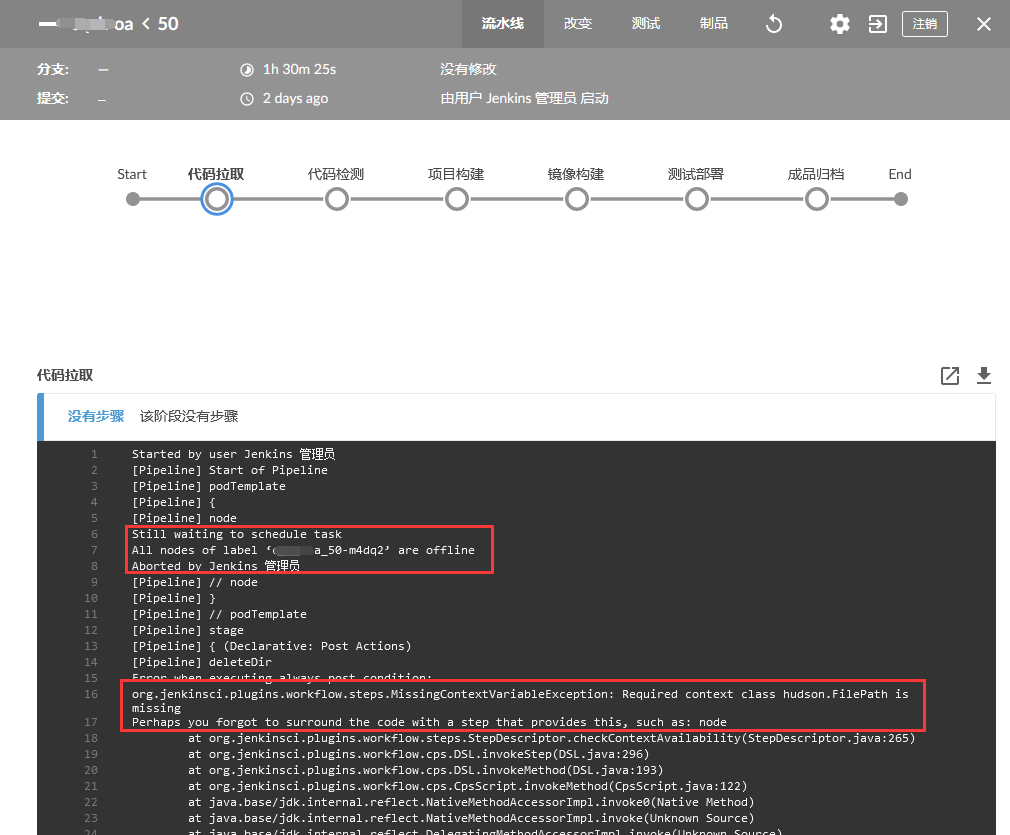 oa < 50
流水线 改变 测试 制品 注销
分支: — 1h 30m 25s 没有修改
提交: — 2 days ago 由用户 Jenkins 管理员 启动
Start 代码拉取 代码检测 项目构建 镜像构建 测试部署 成品归档 End
代码拉取
没有步骤 该阶段没有步骤
1 Started by user Jenkins 管理员
2 [Pipeline] Start of Pipeline
3 [Pipeline] podTemplate
4 [Pipeline] {
5 [Pipeline] node
6 Still waiting to schedule task
7 All nodes of label ‘ a_50-m4dq2’ are offline
8 Aborted by Jenkins 管理员
9 [Pipeline] // node
10 [Pipeline] }
11 [Pipeline] // podTemplate
12 [Pipeline] stage
13 [Pipeline] { (Declarative: Post Actions)
14 [Pipeline] deleteDir
15 Error when executing always post condition:
16 org.jenkinsci.plugins.workflow.steps.MissingContextVariableException: Required context class hudson.FilePath is
missing
17 Perhaps you forgot to surround the code with a step that provides this, such as: node
18 at org.jenkinsci.plugins.workflow.steps.StepDescriptor.checkContextAvailability(StepDescriptor.java:265)
19 at org.jenkinsci.plugins.workflow.cps.DSL.invokeStep(DSL.java:296)
20 at org.jenkinsci.plugins.workflow.cps.DSL.invokeMethod(DSL.java:193)
21 at org.jenkinsci.plugins.workflow.cps.CpsScript.invokeMethod(CpsScript.java:122)
22 at java.base/jdk.internal.reflect.NativeMethodAccessorImpl.invoke0(Native Method)
23 at java.base/jdk.internal.reflect.NativeMethodAccessorImpl.invoke(Unknown Source)
24 at java.base/jdk.internal.reflect.DelegatingMethodAccessorImpl.invoke(Unknown Source)